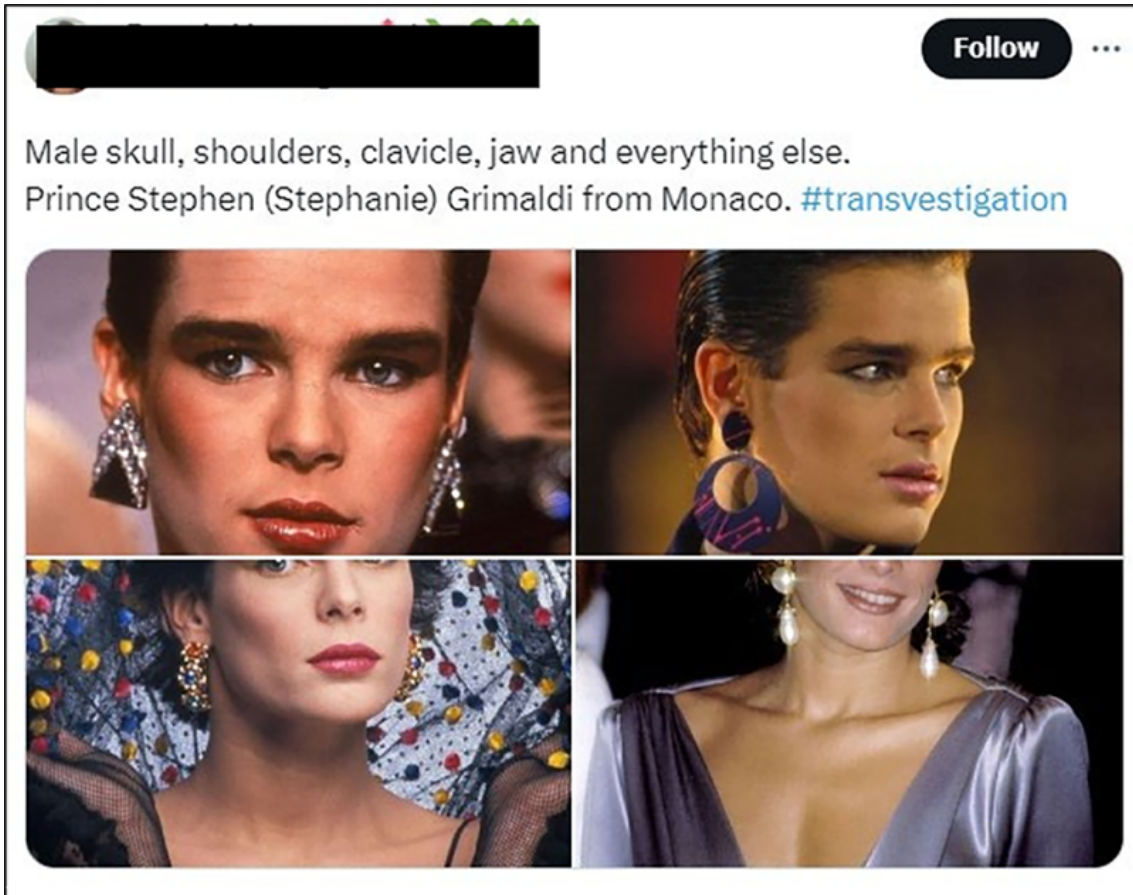 Follow
Male skull, shoulders, clavicle, jaw and everything else.
Prince Stephen (Stephanie) Grimaldi from Monaco. #transvestigation